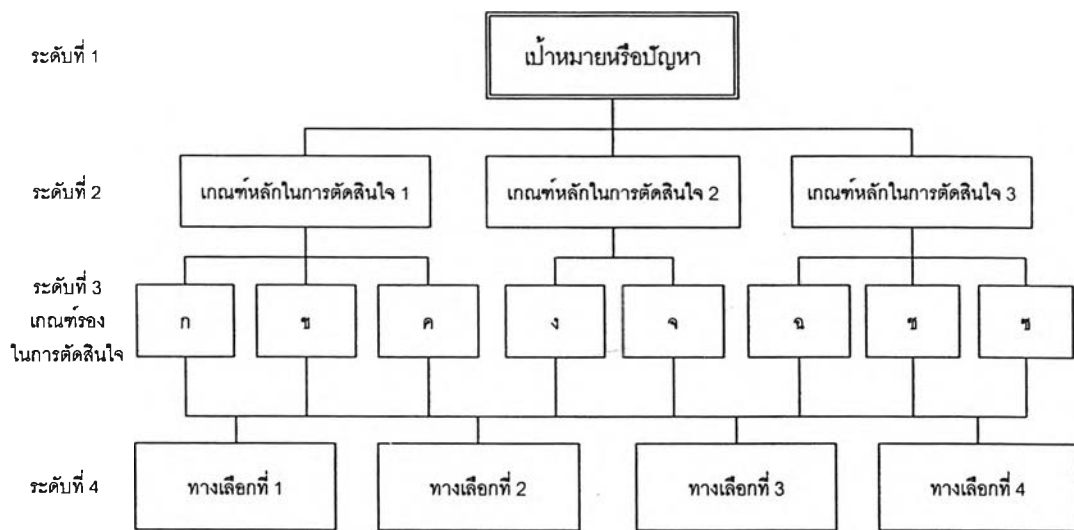 ระดับที่ 1
เป้าหมายหรือปัญหา
ระดับที่ 2
เกณฑ์หลักในการตัดสินใจ 1
เกณฑ์หลักในการตัดสินใจ 2
เกณฑ์หลักในการตัดสินใจ 3
ระดับที่ 3
เกณฑ์รอง
ในการตัดสินใจ
ก
ข
ค
ง
จ
ฉ
ช
ซ
ระดับที่ 4
ทางเลือกที่ 1
ทางเลือกที่ 2
ทางเลือกที่ 3
ทางเลือกที่ 4